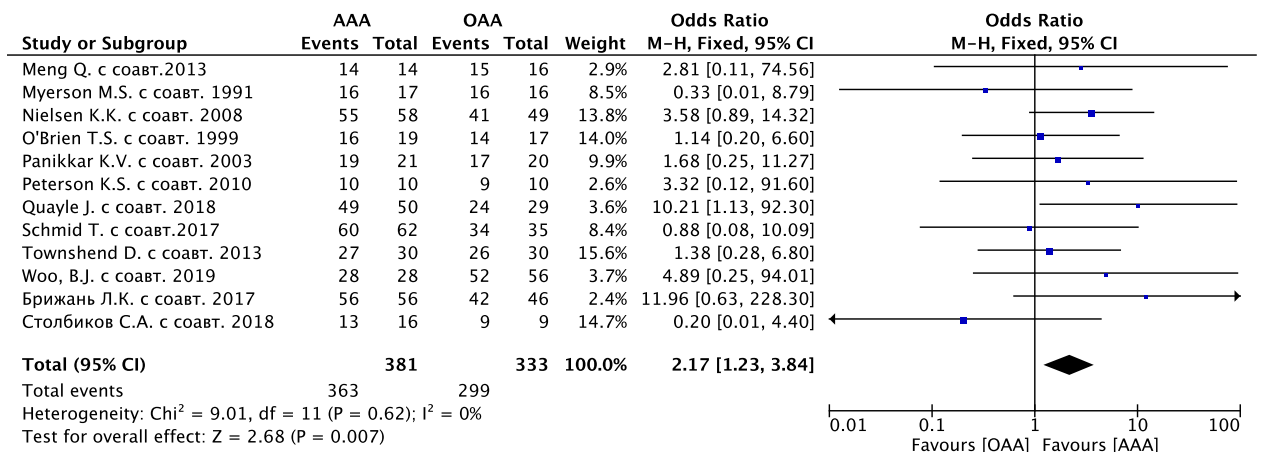 AAA OAA Odds Ratio Odds Ratio
Study or Subgroup Events Total Events Total Weight M-H, Fixed, 95% CI M-H, Fixed, 95% CI
Meng Q. с соавт.2013 14 14 15 16 2.9% 2.81 [0.11, 74.56]
Myerson M.S. с соавт. 1991 16 17 16 16 8.5% 0.33 [0.01, 8.79]
Nielsen K.K. с соавт. 2008 55 58 41 49 13.8% 3.58 [0.89, 14.32]
O'Brien T.S. с соавт. 1999 16 19 14 17 14.0% 1.14 [0.20, 6.60]
Panikkar K.V. с соавт. 2003 19 21 17 20 9.9% 1.68 [0.25, 11.27]
Peterson K.S. с соавт. 2010 10 10 9 10 2.6% 3.32 [0.12, 91.60]
Quayle J. с соавт. 2018 49 50 24 29 3.6% 10.21 [1.13, 92.30]
Schmid T. с соавт.2017 60 62 34 35 8.4% 0.88 [0.08, 10.09]
Townshend D. с соавт. 2013 27 30 26 30 15.6% 1.38 [0.28, 6.80]
Woo, B.J. с соавт. 2019 28 28 52 56 3.7% 4.89 [0.25, 94.01]
Брижань Л.К. с соавт. 2017 56 56 42 46 2.4% 11.96 [0.63, 228.30]
Столбиков С.А. с соавт. 2018 13 16 9 9 14.7% 0.20 [0.01, 4.40]
Total (95% CI) 381 333 100.0% 2.17 [1.23, 3.84]
Total events 363 299
Heterogeneity: Chi² = 9.01, df = 11 (P = 0.62); I² = 0%
Test for overall effect: Z = 2.68 (P = 0.007)
0.01 0.1 1 10 100
Favours [OAA] Favours [AAA]